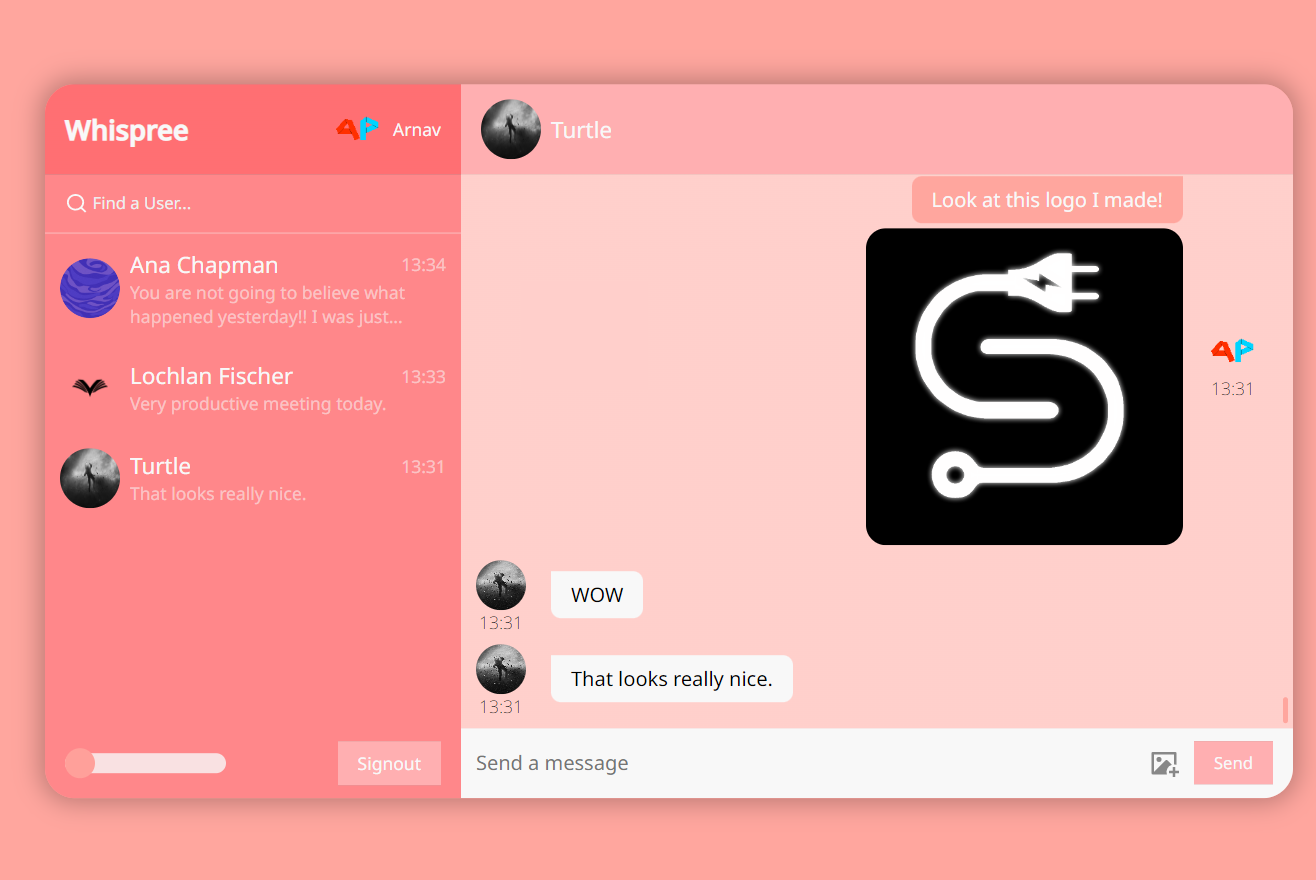 Whispree
AP Arnav
Find a User...
Ana Chapman 13:34
You are not going to believe what
happened yesterday!! I was just...
Lochlan Fischer 13:33
Very productive meeting today.
Turtle 13:31
That looks really nice.
Signout
Turtle
Look at this logo I made!
AP
13:31
WOW
13:31
That looks really nice.
13:31
Send a message
Send